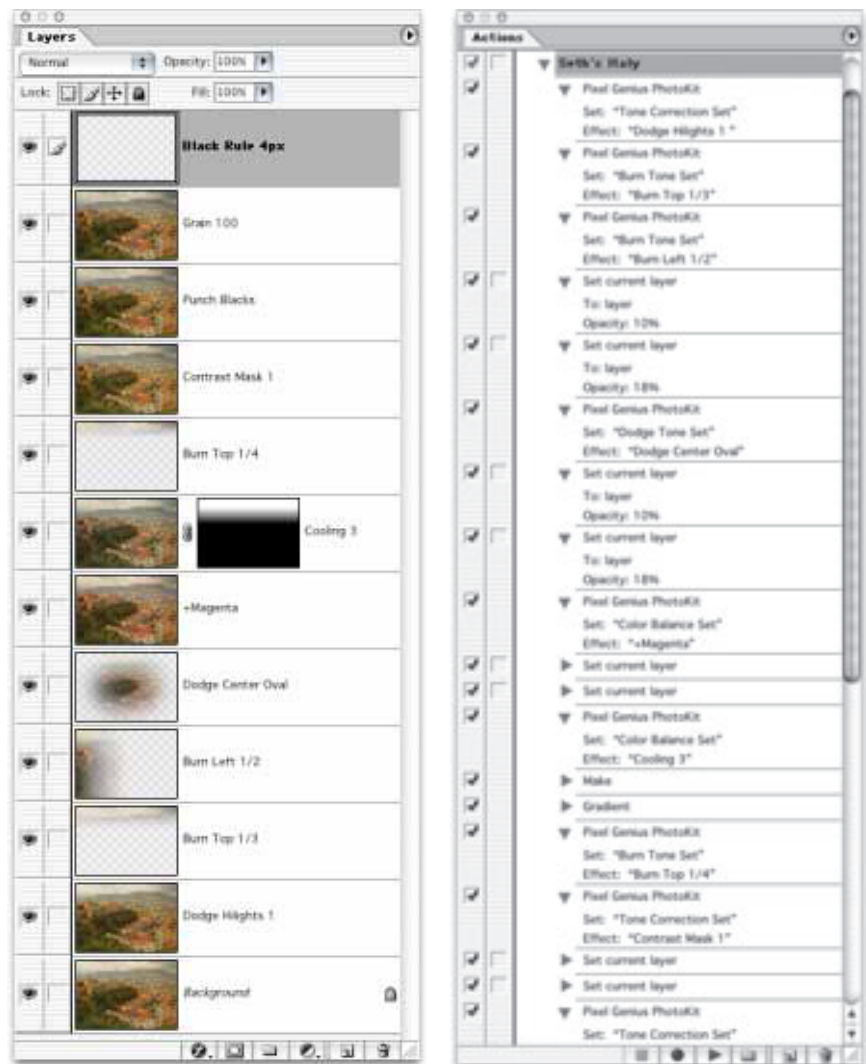 Layers
Normal Opacity: 100%
Lock: Fill: 100%
Black Rule 4px
Grain 100
Punch Blacks
Contrast Mask 1
Burn Top 1/4
Cooling 3
+Magenta
Dodge Center Oval
Burn Left 1/2
Burn Top 1/3
Dodge Hilights 1
Background
Actions
Seth's Italy
Pixel Genius PhotoKit
Set: "Tone Correction Set"
Effect: "Dodge Hilights 1 "
Pixel Genius PhotoKit
Set: "Burn Tone Set"
Effect: "Burn Top 1/3"
Pixel Genius PhotoKit
Set: "Burn Tone Set"
Effect: "Burn Left 1/2"
Set current layer
To: layer
Opacity: 10%
Set current layer
To: layer
Opacity: 18%
Pixel Genius PhotoKit
Set: "Dodge Tone Set"
Effect: "Dodge Center Oval"
Set current layer
To: layer
Opacity: 10%
Set current layer
To: layer
Opacity: 18%
Pixel Genius PhotoKit
Set: "Color Balance Set"
Effect: "+Magenta"
Set current layer
Set current layer
Pixel Genius PhotoKit
Set: "Color Balance Set"
Effect: "Cooling 3"
Make
Gradient
Pixel Genius PhotoKit
Set: "Burn Tone Set"
Effect: "Burn Top 1/4"
Pixel Genius PhotoKit
Set: "Tone Correction Set"
Effect: "Contrast Mask 1"
Set current layer
Set current layer
Pixel Genius PhotoKit
Set: "Tone Correction Set"